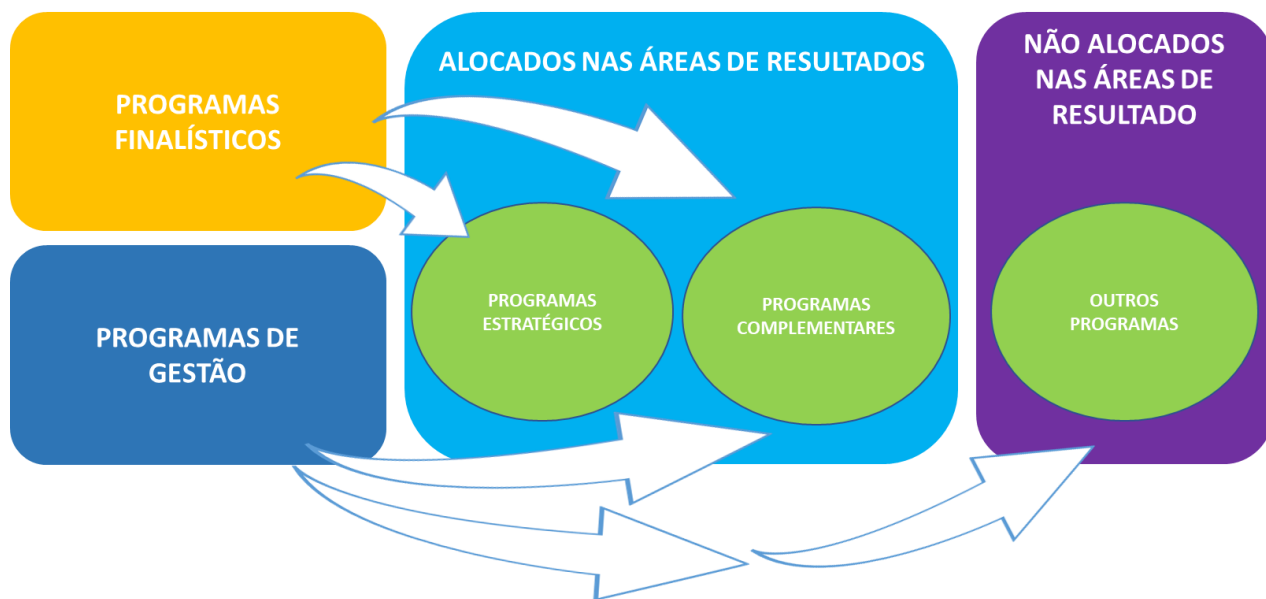 PROGRAMAS
FINALÍSTICOS
PROGRAMAS DE
GESTÃO
ALOCADOS NAS ÁREAS DE RESULTADOS
PROGRAMAS
ESTRATÉGICOS
PROGRAMAS
COMPLEMENTARES
NÃO ALOCADOS
NAS ÁREAS DE
RESULTADO
OUTROS
PROGRAMAS